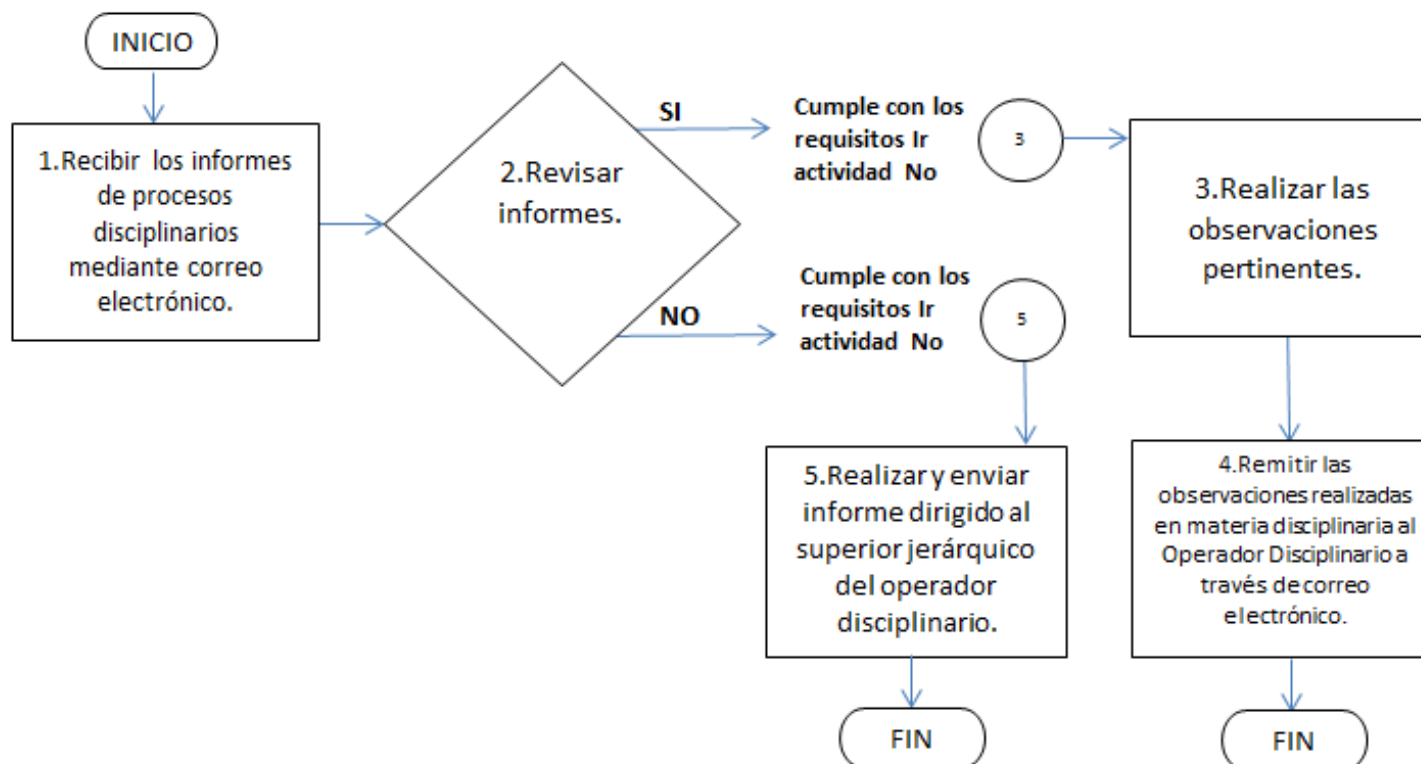 INICIO
1.Recibir los informes
de procesos
disciplinarios
mediante correo
electrónico.
2.Revisar
informes.
SI
Cumple con los
requisitos Ir
actividad No
3
3.Realizar las
observaciones
pertinentes.
NO
Cumple con los
requisitos Ir
actividad No
5
5.Realizar y enviar
informe dirigido al
superior jerárquico
del operador
disciplinario.
4.Remitir las
observaciones realizadas
en materia disciplinaria al
Operador Disciplinario a
través de correo
electrónico.
FIN
FIN